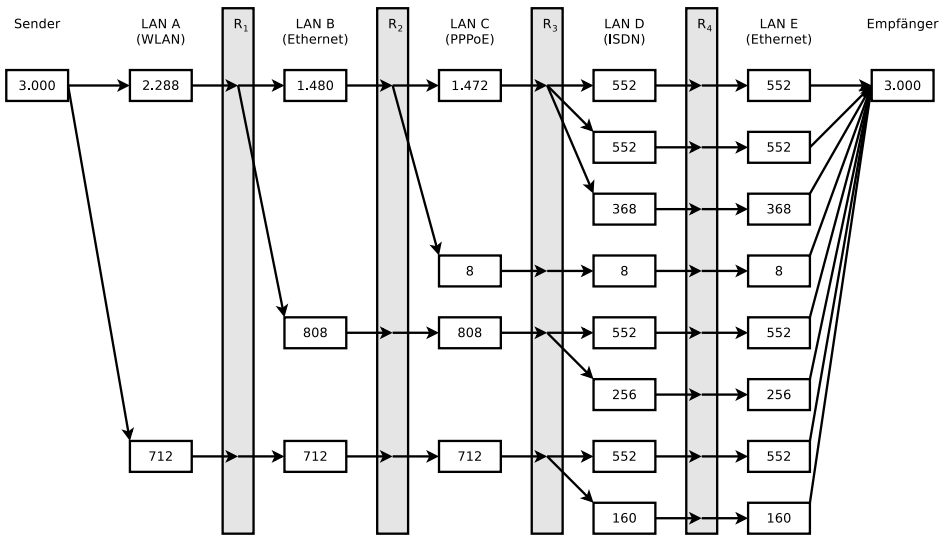 Sender LAN A R1 LAN B R2 LAN C R3 LAN D R4 LAN E Empfänger
(WLAN) (Ethernet) (PPPoE) (ISDN) (Ethernet)
3.000 2.288 1.480 1.472 552 552 3.000
552 552
368 368
8 8 8
808 808 552 552
256 256
712 712 712 552 552
160 160